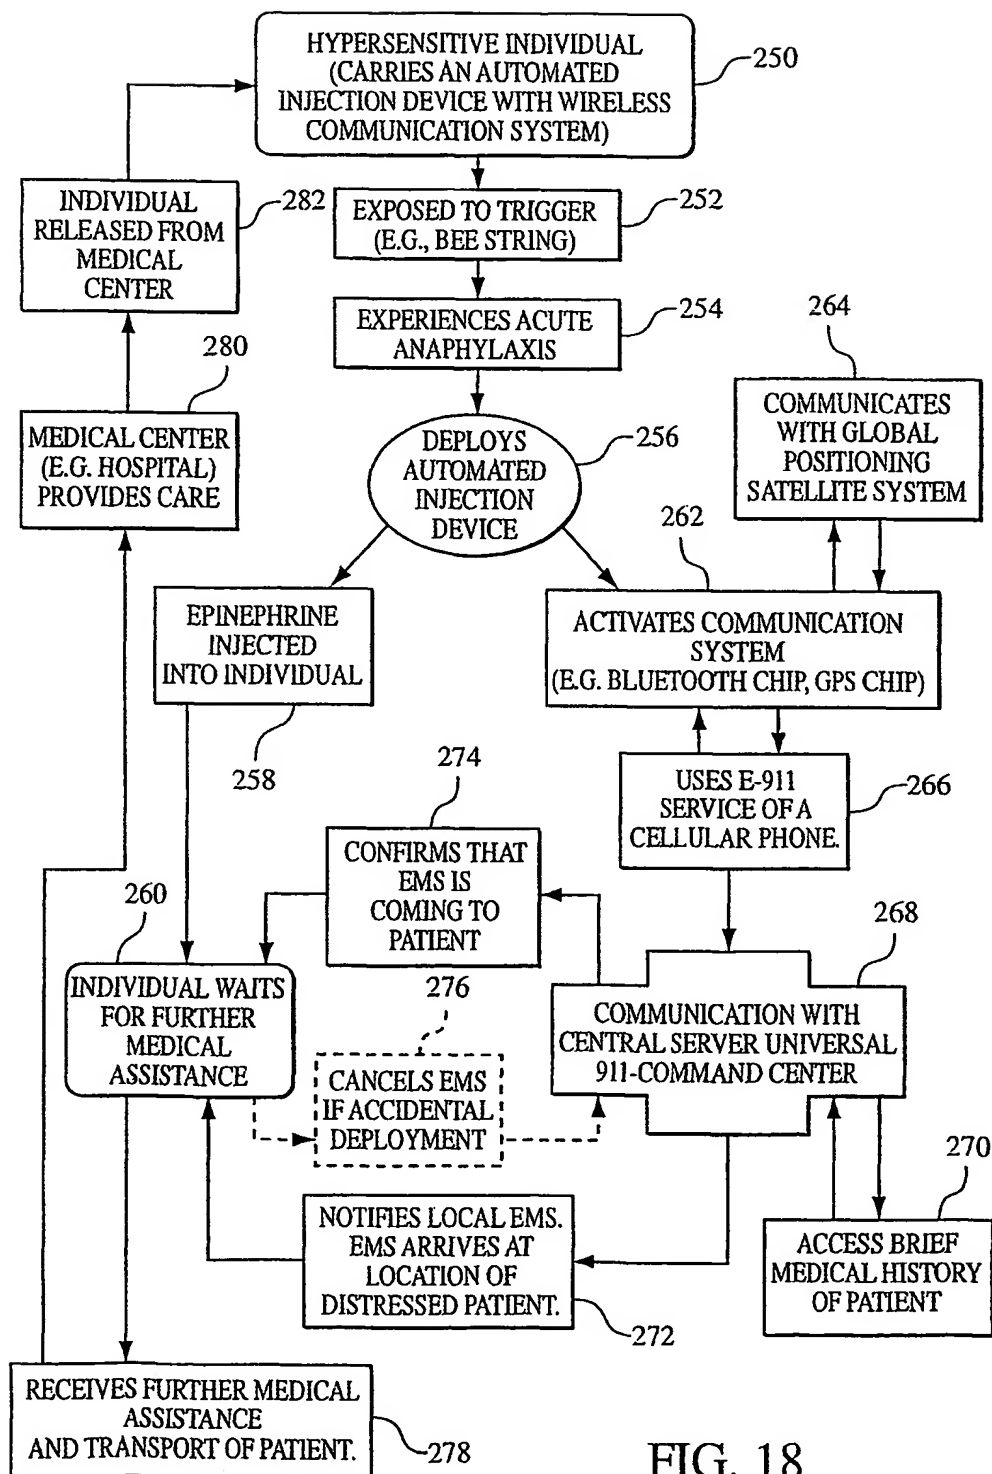 HYPERSENSITIVE INDIVIDUAL
(CARRIES AN AUTOMATED
INJECTION DEVICE WITH WIRELESS
COMMUNICATION SYSTEM)
250
INDIVIDUAL
RELEASED FROM
MEDICAL
CENTER
282
EXPOSED TO TRIGGER
(E.G., BEE STRING)
252
EXPERIENCES ACUTE
ANAPHYLAXIS
254
264
COMMUNICATES
WITH GLOBAL
POSITIONING
SATELLITE SYSTEM
280
MEDICAL CENTER
(E.G. HOSPITAL)
PROVIDES CARE
DEPLOYS
AUTOMATED
INJECTION
DEVICE
256
262
EPINEPHRINE
INJECTED
INTO INDIVIDUAL
258
ACTIVATES COMMUNICATION
SYSTEM
(E.G. BLUETOOTH CHIP, GPS CHIP)
USES E-911
SERVICE OF A
CELLULAR PHONE.
266
274
CONFIRMS THAT
EMS IS
COMING TO
PATIENT
260
INDIVIDUAL WAITS
FOR FURTHER
MEDICAL
ASSISTANCE
276
CANCELS EMS
IF ACCIDENTAL
DEPLOYMENT
268
COMMUNICATION WITH
CENTRAL SERVER UNIVERSAL
911-COMMAND CENTER
270
ACCESS BRIEF
MEDICAL HISTORY
OF PATIENT
NOTIFIES LOCAL EMS.
EMS ARRIVES AT
LOCATION OF
DISTRESSED PATIENT.
272
RECEIVES FURTHER MEDICAL
ASSISTANCE
AND TRANSPORT OF PATIENT.
278
FIG. 18